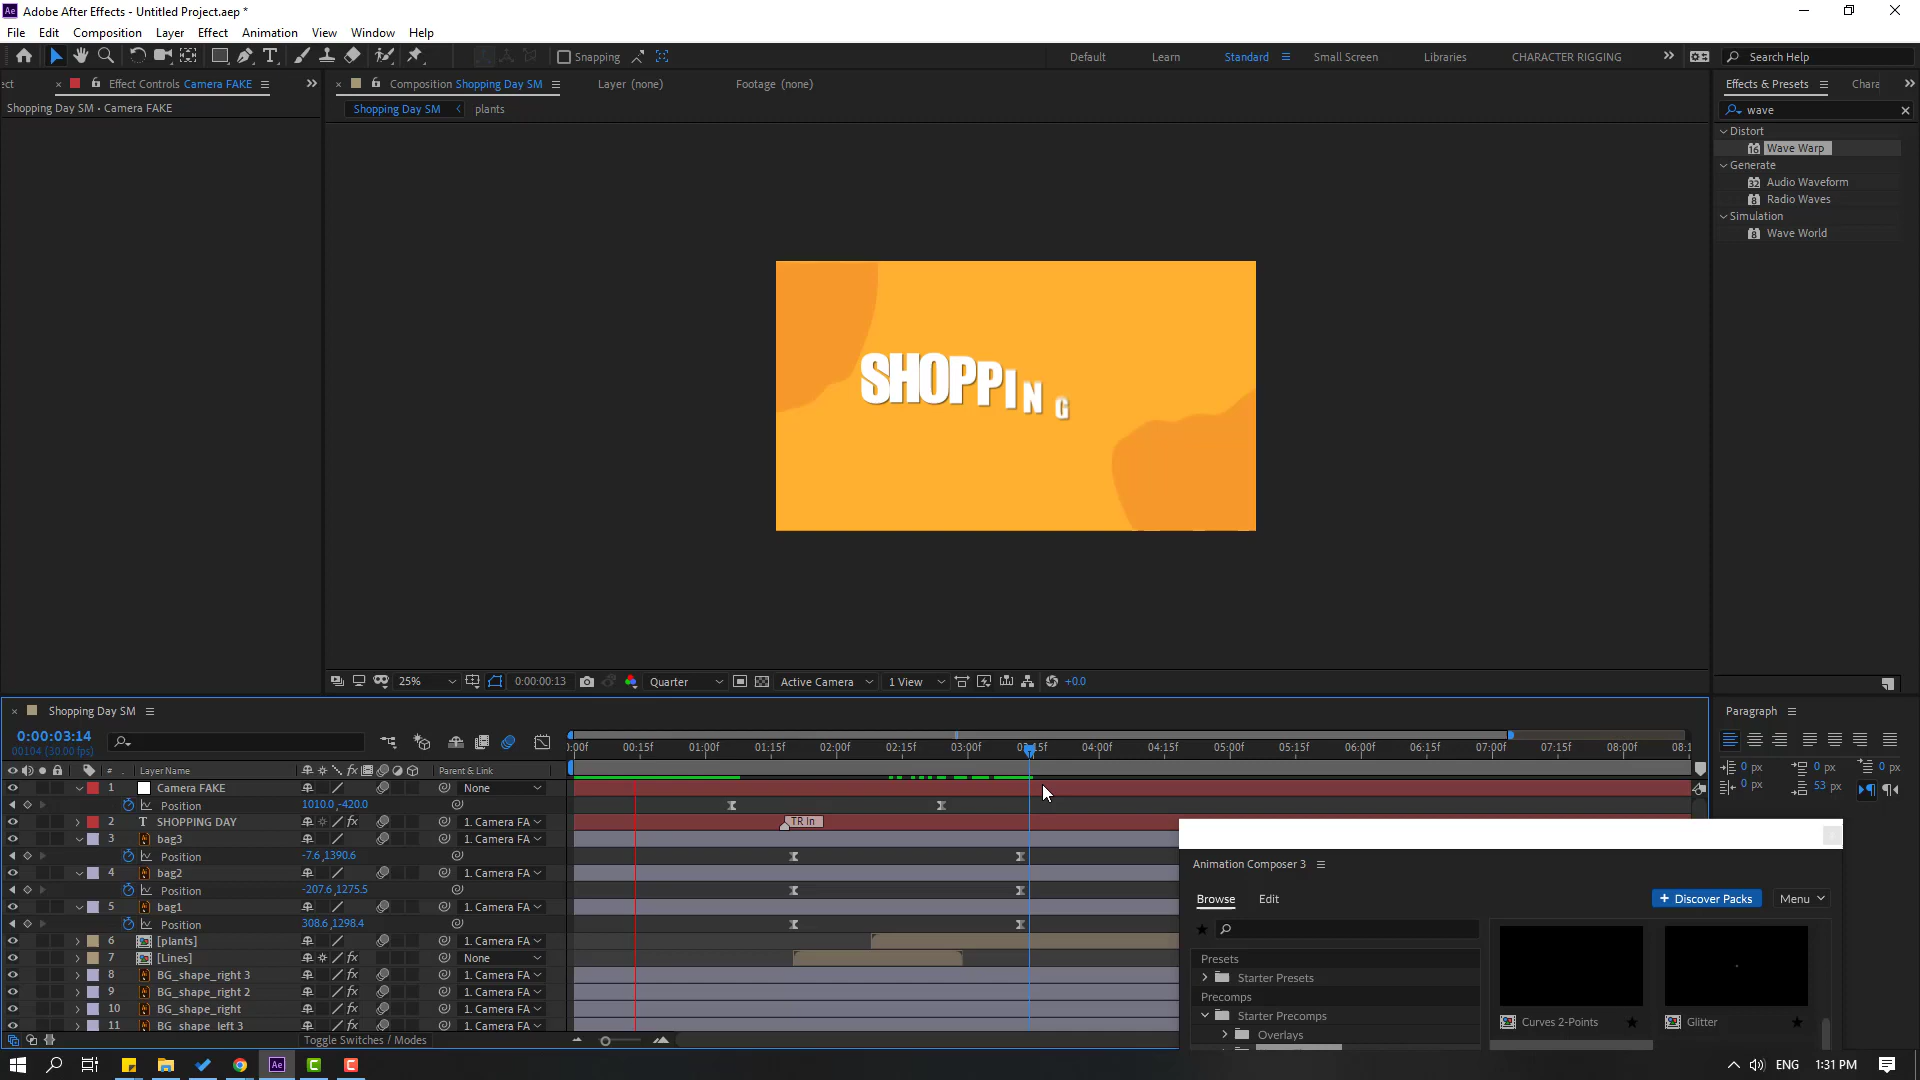 Ae Adobe After Effects - Untitled Project.aep *
File Edit Composition Layer Effect Animation View Window Help
Snapping
Default Learn Standard Small Screen Libraries CHARACTER RIGGING Search Help
Effect Controls Camera FAKE
Composition Shopping Day SM Layer (none) Footage (none)
Effects & Presets Chara
Shopping Day SM • Camera FAKE
Shopping Day SM plants
wave
Distort
Wave Warp
Generate
Audio Waveform
Radio Waves
Simulation
Wave World
SHOPPING
25% 0:00:00:13 Quarter Active Camera 1 View +0.0
Shopping Day SM
Paragraph
0:00:03:14
00104 (30.00 fps)
0:00f 00:15f 01:00f 01:15f 02:00f 02:15f 03:00f 03:15f 04:00f 04:15f 05:00f 05:15f 06:00f 06:15f 07:00f 07:15f 08:00f 08:1
# Layer Name fx Parent & Link
0 px 0 px 0 px
0 px 53 px
1 Camera FAKE None
Position 1010.0,-420.0
2 T SHOPPING DAY 1. Camera FA TR In
3 bag3 1. Camera FA
Position -7.6,1390.6
4 bag2 1. Camera FA
Position -207.6,1275.5
5 bag1 1. Camera FA
Position 308.6,1298.4
6 [plants] 1. Camera FA
7 [Lines] fx None
8 BG_shape_right 3 fx 1. Camera FA
9 BG_shape_right 2 fx 1. Camera FA
10 BG_shape_right fx 1. Camera FA
11 BG_shape_left 3 fx 1. Camera FA
Toggle Switches / Modes
Animation Composer 3
Browse Edit + Discover Packs Menu
Presets
Starter Presets
Precomps
Starter Precomps
Overlays
Curves 2-Points Glitter
ENG 1:31 PM